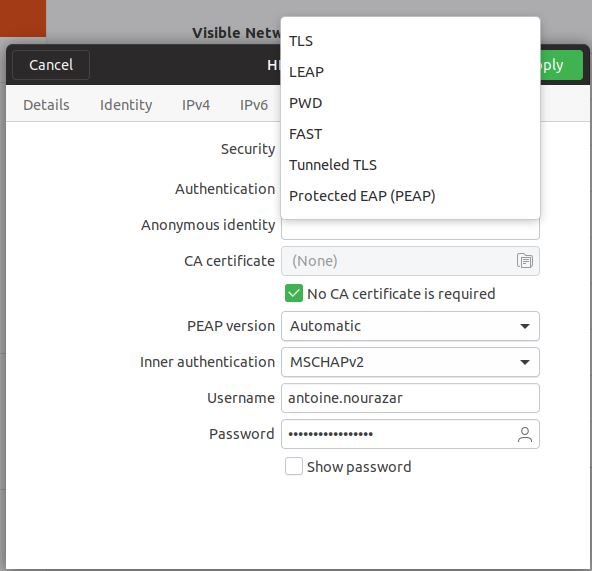 Visible Netw
TLS
Cancel
LEAP
PWD
Details
Identity
IPv4
IPv6
FAST
Security
Tunneled TLS
Authentication
Protected EAP (PEAP)
Anonymous identity
CA certificate
(None)
No CA certificate is required
PEAP version
Automatic
Inner authentication
MSCHAPv2
Username
antoine.nourazar
Password
•••••••••••••••••
Show password